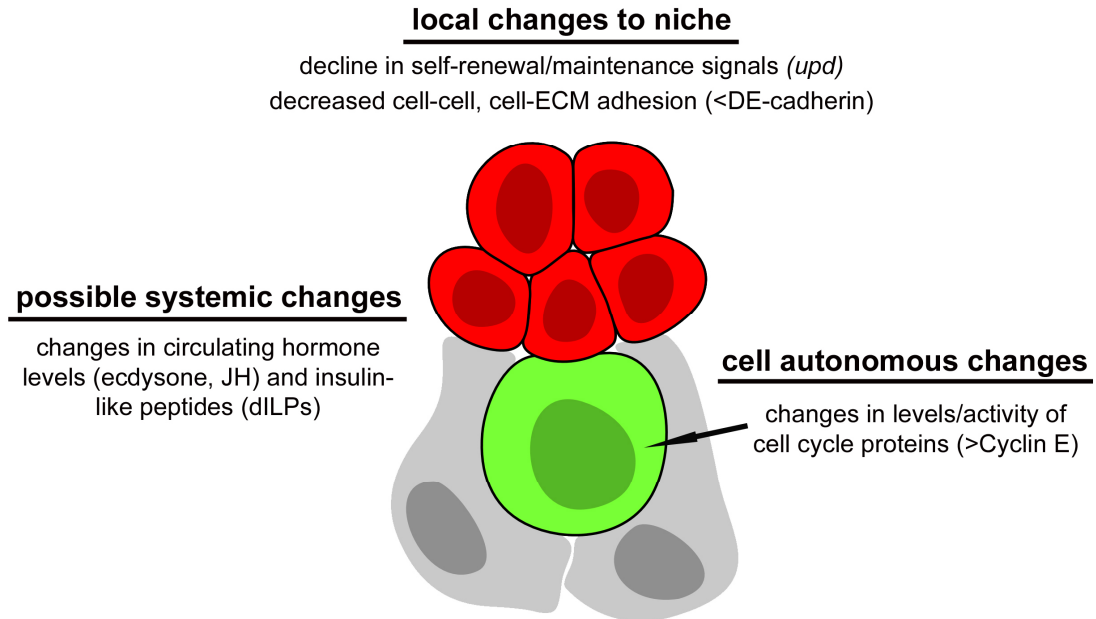 local changes to niche
decline in self-renewal/maintenance signals (upd)
decreased cell-cell, cell-ECM adhesion (<DE-cadherin)
possible systemic changes
changes in circulating hormone
levels (ecdysone, JH) and insulin-
like peptides (dILPs)
cell autonomous changes
changes in levels/activity of
cell cycle proteins (>Cyclin E)